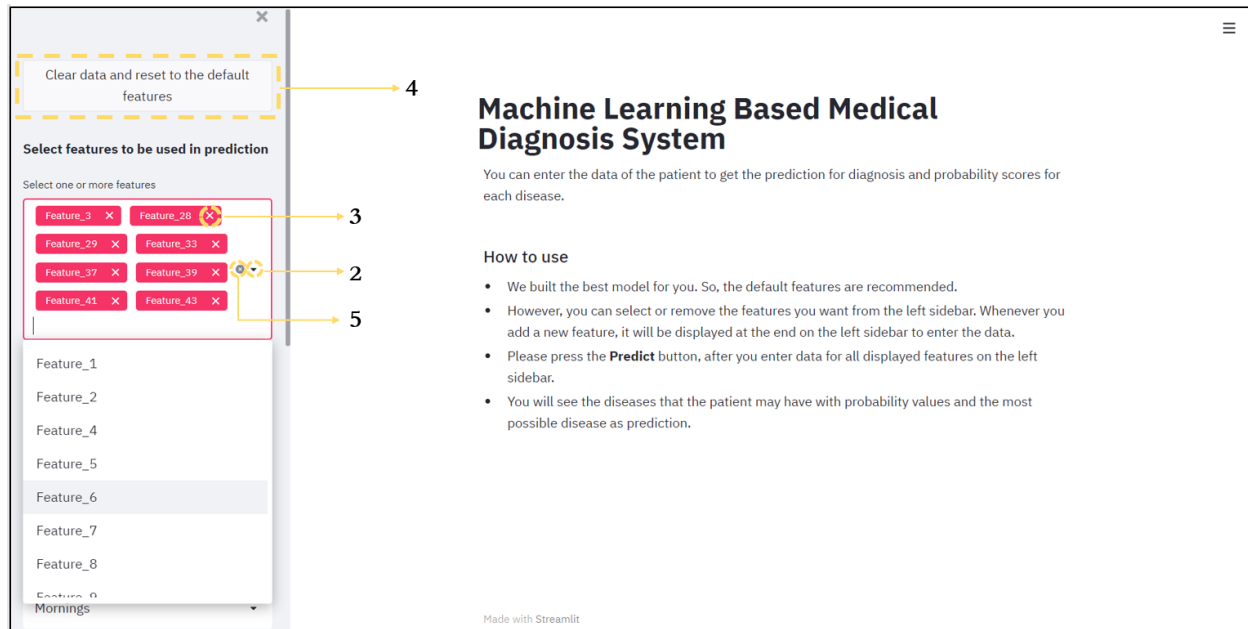 Clear data and reset to the default
features
4
Select features to be used in prediction
Select one or more features
Feature_3
Feature_28
3
Feature_29
Feature_33
Feature_37
Feature_39
2
Feature_41
Feature_43
5
Feature_1
Feature_2
Feature_4
Feature_5
Feature_6
Feature_7
Feature_8
Feature_9
Mornings
Machine Learning Based Medical
Diagnosis System
You can enter the data of the patient to get the prediction for diagnosis and probability scores for
each disease.
How to use
• We built the best model for you. So, the default features are recommended.
• However, you can select or remove the features you want from the left sidebar. Whenever you
add a new feature, it will be displayed at the end on the left sidebar to enter the data.
• Please press the Predict button, after you enter data for all displayed features on the left
sidebar.
• You will see the diseases that the patient may have with probability values and the most
possible disease as prediction.
Made with Streamlit